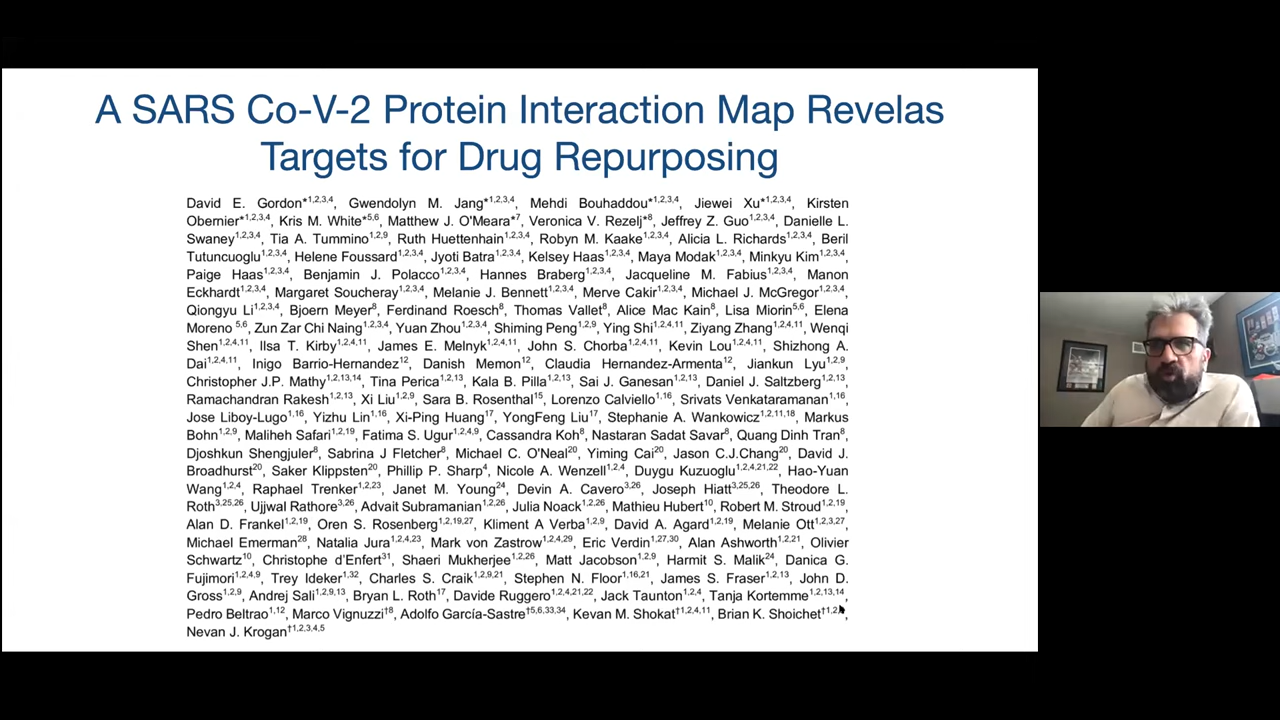 A SARS Co-V-2 Protein Interaction Map Revelas
Targets for Drug Repurposing
David E. Gordon*1,2,3,4, Gwendolyn M. Jang*1,2,3,4, Mehdi Bouhaddou*1,2,3,4, Jiewei Xu*1,2,3,4, Kirsten
Obernier*1,2,3,4, Kris M. White*5,6, Matthew J. O'Meara*7, Veronica V. Rezelj*8, Jeffrey Z. Guo1,2,3,4, Danielle L.
Swaney1,2,3,4, Tia A. Tummino1,2,9, Ruth Huettenhain1,2,3,4, Robyn M. Kaake1,2,3,4, Alicia L. Richards1,2,3,4, Beril
Tutuncuoglu1,2,3,4, Helene Foussard1,2,3,4, Jyoti Batra1,2,3,4, Kelsey Haas1,2,3,4, Maya Modak1,2,3,4, Minkyu Kim1,2,3,4,
Paige Haas1,2,3,4, Benjamin J. Polacco1,2,3,4, Hannes Braberg1,2,3,4, Jacqueline M. Fabius1,2,3,4, Manon
Eckhardt1,2,3,4, Margaret Soucheray1,2,3,4, Melanie J. Bennett1,2,3,4, Merve Cakir1,2,3,4, Michael J. McGregor1,2,3,4,
Qiongyu Li1,2,3,4, Bjoern Meyer8, Ferdinand Roesch8, Thomas Vallet8, Alice Mac Kain8, Lisa Miorin5,6, Elena
Moreno 5,6, Zun Zar Chi Naing1,2,3,4, Yuan Zhou1,2,3,4, Shiming Peng1,2,9, Ying Shi1,2,4,11, Ziyang Zhang1,2,4,11, Wenqi
Shen1,2,4,11, Ilsa T. Kirby1,2,4,11, James E. Melnyk1,2,4,11, John S. Chorba1,2,4,11, Kevin Lou1,2,4,11, Shizhong A.
Dai1,2,4,11, Inigo Barrio-Hernandez12, Danish Memon12, Claudia Hernandez-Armenta12, Jiankun Lyu1,2,9,
Christopher J.P. Mathy1,2,13,14, Tina Perica1,2,13, Kala B. Pilla1,2,13, Sai J. Ganesan1,2,13, Daniel J. Saltzberg1,2,13,
Ramachandran Rakesh1,2,13, Xi Liu1,2,9, Sara B. Rosenthal15, Lorenzo Calviello1,16, Srivats Venkataramanan1,16,
Jose Liboy-Lugo1,16, Yizhu Lin1,16, Xi-Ping Huang17, YongFeng Liu17, Stephanie A. Wankowicz1,2,11,18, Markus
Bohn1,2,9, Maliheh Safari1,2,19, Fatima S. Ugur1,2,4,9, Cassandra Koh8, Nastaran Sadat Savar8, Quang Dinh Tran8,
Djoshkun Shengjuler8, Sabrina J Fletcher8, Michael C. O'Neal20, Yiming Cai20, Jason C.J.Chang20, David J.
Broadhurst20, Saker Klippsten20, Phillip P. Sharp4, Nicole A. Wenzell1,2,4, Duygu Kuzuoglu1,2,4,21,22, Hao-Yuan
Wang1,2,4, Raphael Trenker1,2,23, Janet M. Young24, Devin A. Cavero3,26, Joseph Hiatt3,25,26, Theodore L.
Roth3,25,26, Ujjwal Rathore3,26, Advait Subramanian1,2,26, Julia Noack1,2,26, Mathieu Hubert10, Robert M. Stroud1,2,19,
Alan D. Frankel1,2,19, Oren S. Rosenberg1,2,19,27, Kliment A Verba1,2,9, David A. Agard1,2,19, Melanie Ott1,2,3,27,
Michael Emerman28, Natalia Jura1,2,4,23, Mark von Zastrow1,2,4,29, Eric Verdin1,27,30, Alan Ashworth1,2,21, Olivier
Schwartz10, Christophe d'Enfert31, Shaeri Mukherjee1,2,26, Matt Jacobson1,2,9, Harmit S. Malik24, Danica G.
Fujimori1,2,4,9, Trey Ideker1,32, Charles S. Craik1,2,9,21, Stephen N. Floor1,16,21, James S. Fraser1,2,13, John D.
Gross1,2,9, Andrej Sali1,2,9,13, Bryan L. Roth17, Davide Ruggero1,2,4,21,22, Jack Taunton1,2,4, Tanja Kortemme1,2,13,14,
Pedro Beltrao1,12, Marco Vignuzzi†8, Adolfo García-Sastre†5,6,33,34, Kevan M. Shokat†1,2,4,11, Brian K. Shoichet†1,2,
Nevan J. Krogan†1,2,3,4,5